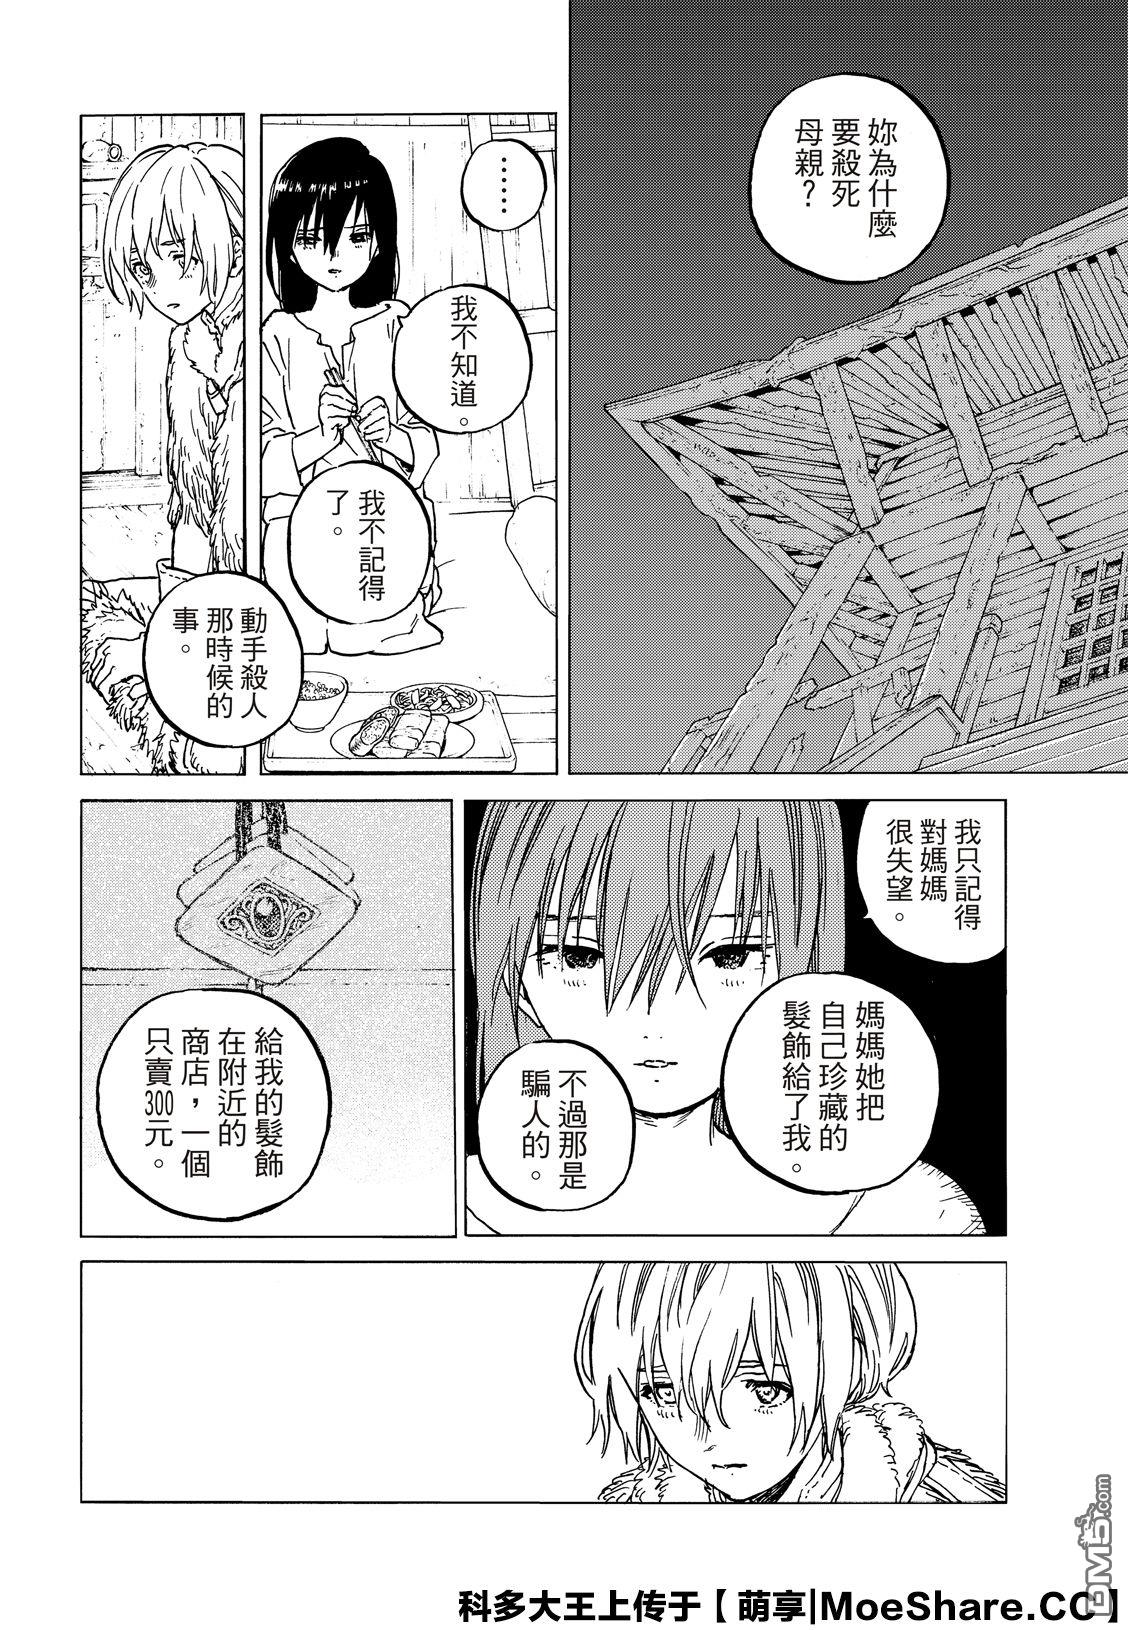 妳為什麼
要殺死
母親？
……
我不知道。
我不記得
了。
動手殺人
那時候的
事。
我只記得
對媽媽
很失望。
媽媽她把
自己珍藏的
髮飾給了我。
不過那是
騙人的。
給我的髮飾
在附近的
商店，一個
只賣300元。
DM5.com
科多大王上传于【萌享|MoeShare.CC】